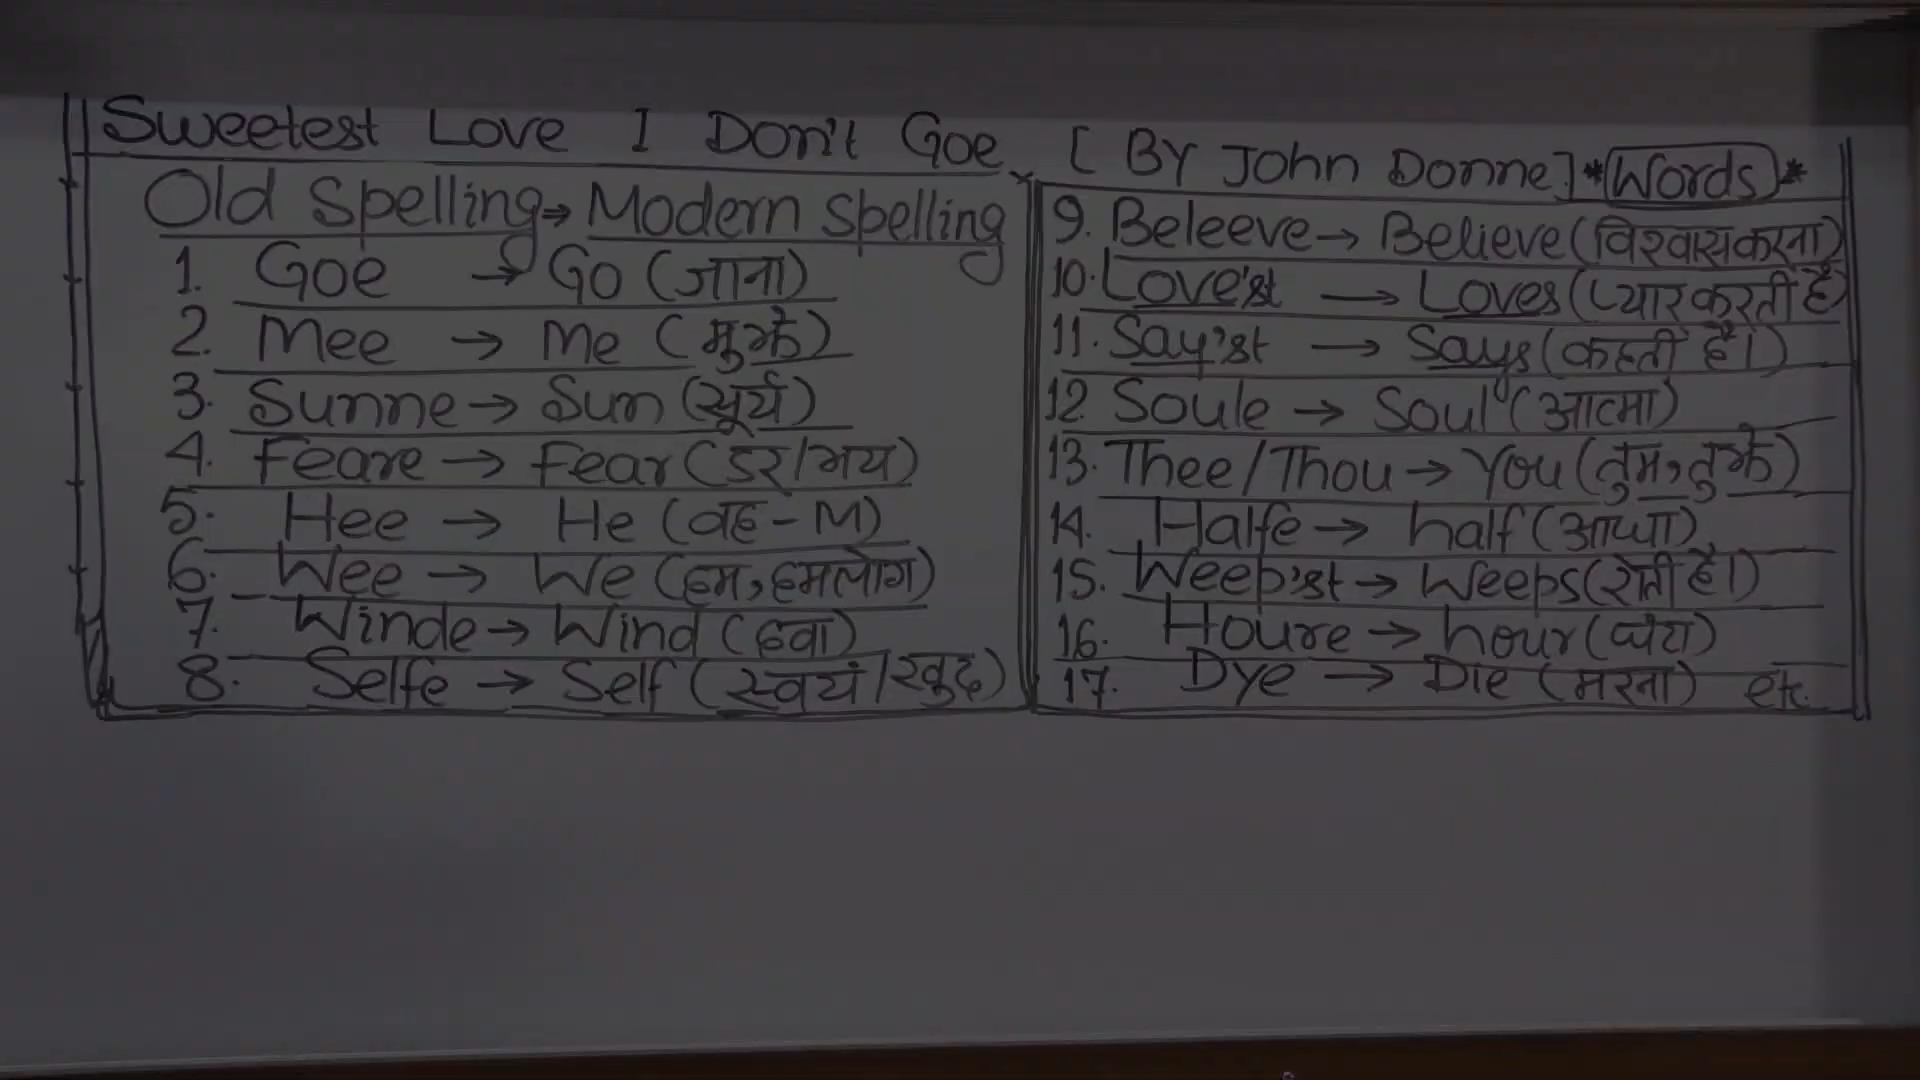 Sweetest Love I Don't Goe [ BY John Donne] *Words*
Old Spelling → Modern Spelling
1. Goe → Go (जाना)
2. Mee → Me (मुझे)
3. Sunne → Sun (सूर्य)
4. Feare → Fear (डर/भय)
5. Hee → He (वह - M)
6. Wee → We (हम, हमलोग)
7. Winde → Wind (हवा)
8. Selfe → Self (स्वयं/खुद)
9. Beleeve → Believe (विश्वास करना)
10. Love'st → Loves (प्यार करती है
11. Say'st → Says (कहती है।)
12. Soule → Soul (आत्मा)
13. Thee/Thou → You (तुम, तुझे)
14. Halfe → half (आधा)
15. Weep'st → Weeps (रोती है।)
16. Houre → hour (घंटा)
17. Dye → Die (मरना) etc.